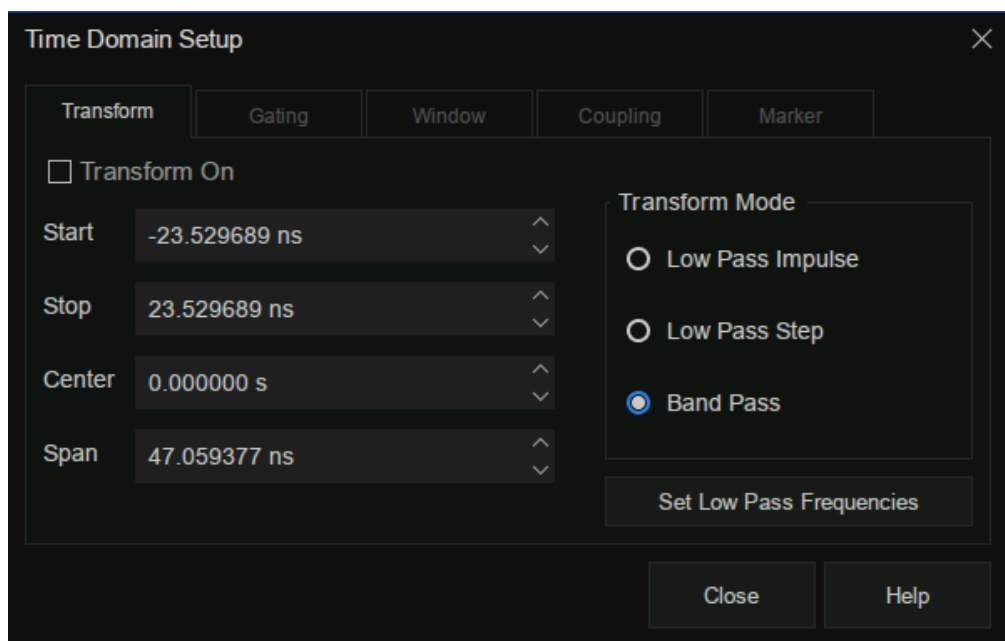 Time Domain Setup
Transform Gating Window Coupling Marker
Transform On
Start -23.529689 ns
Stop 23.529689 ns
Center 0.000000 s
Span 47.059377 ns
Transform Mode
Low Pass Impulse
Low Pass Step
Band Pass
Set Low Pass Frequencies
Close Help